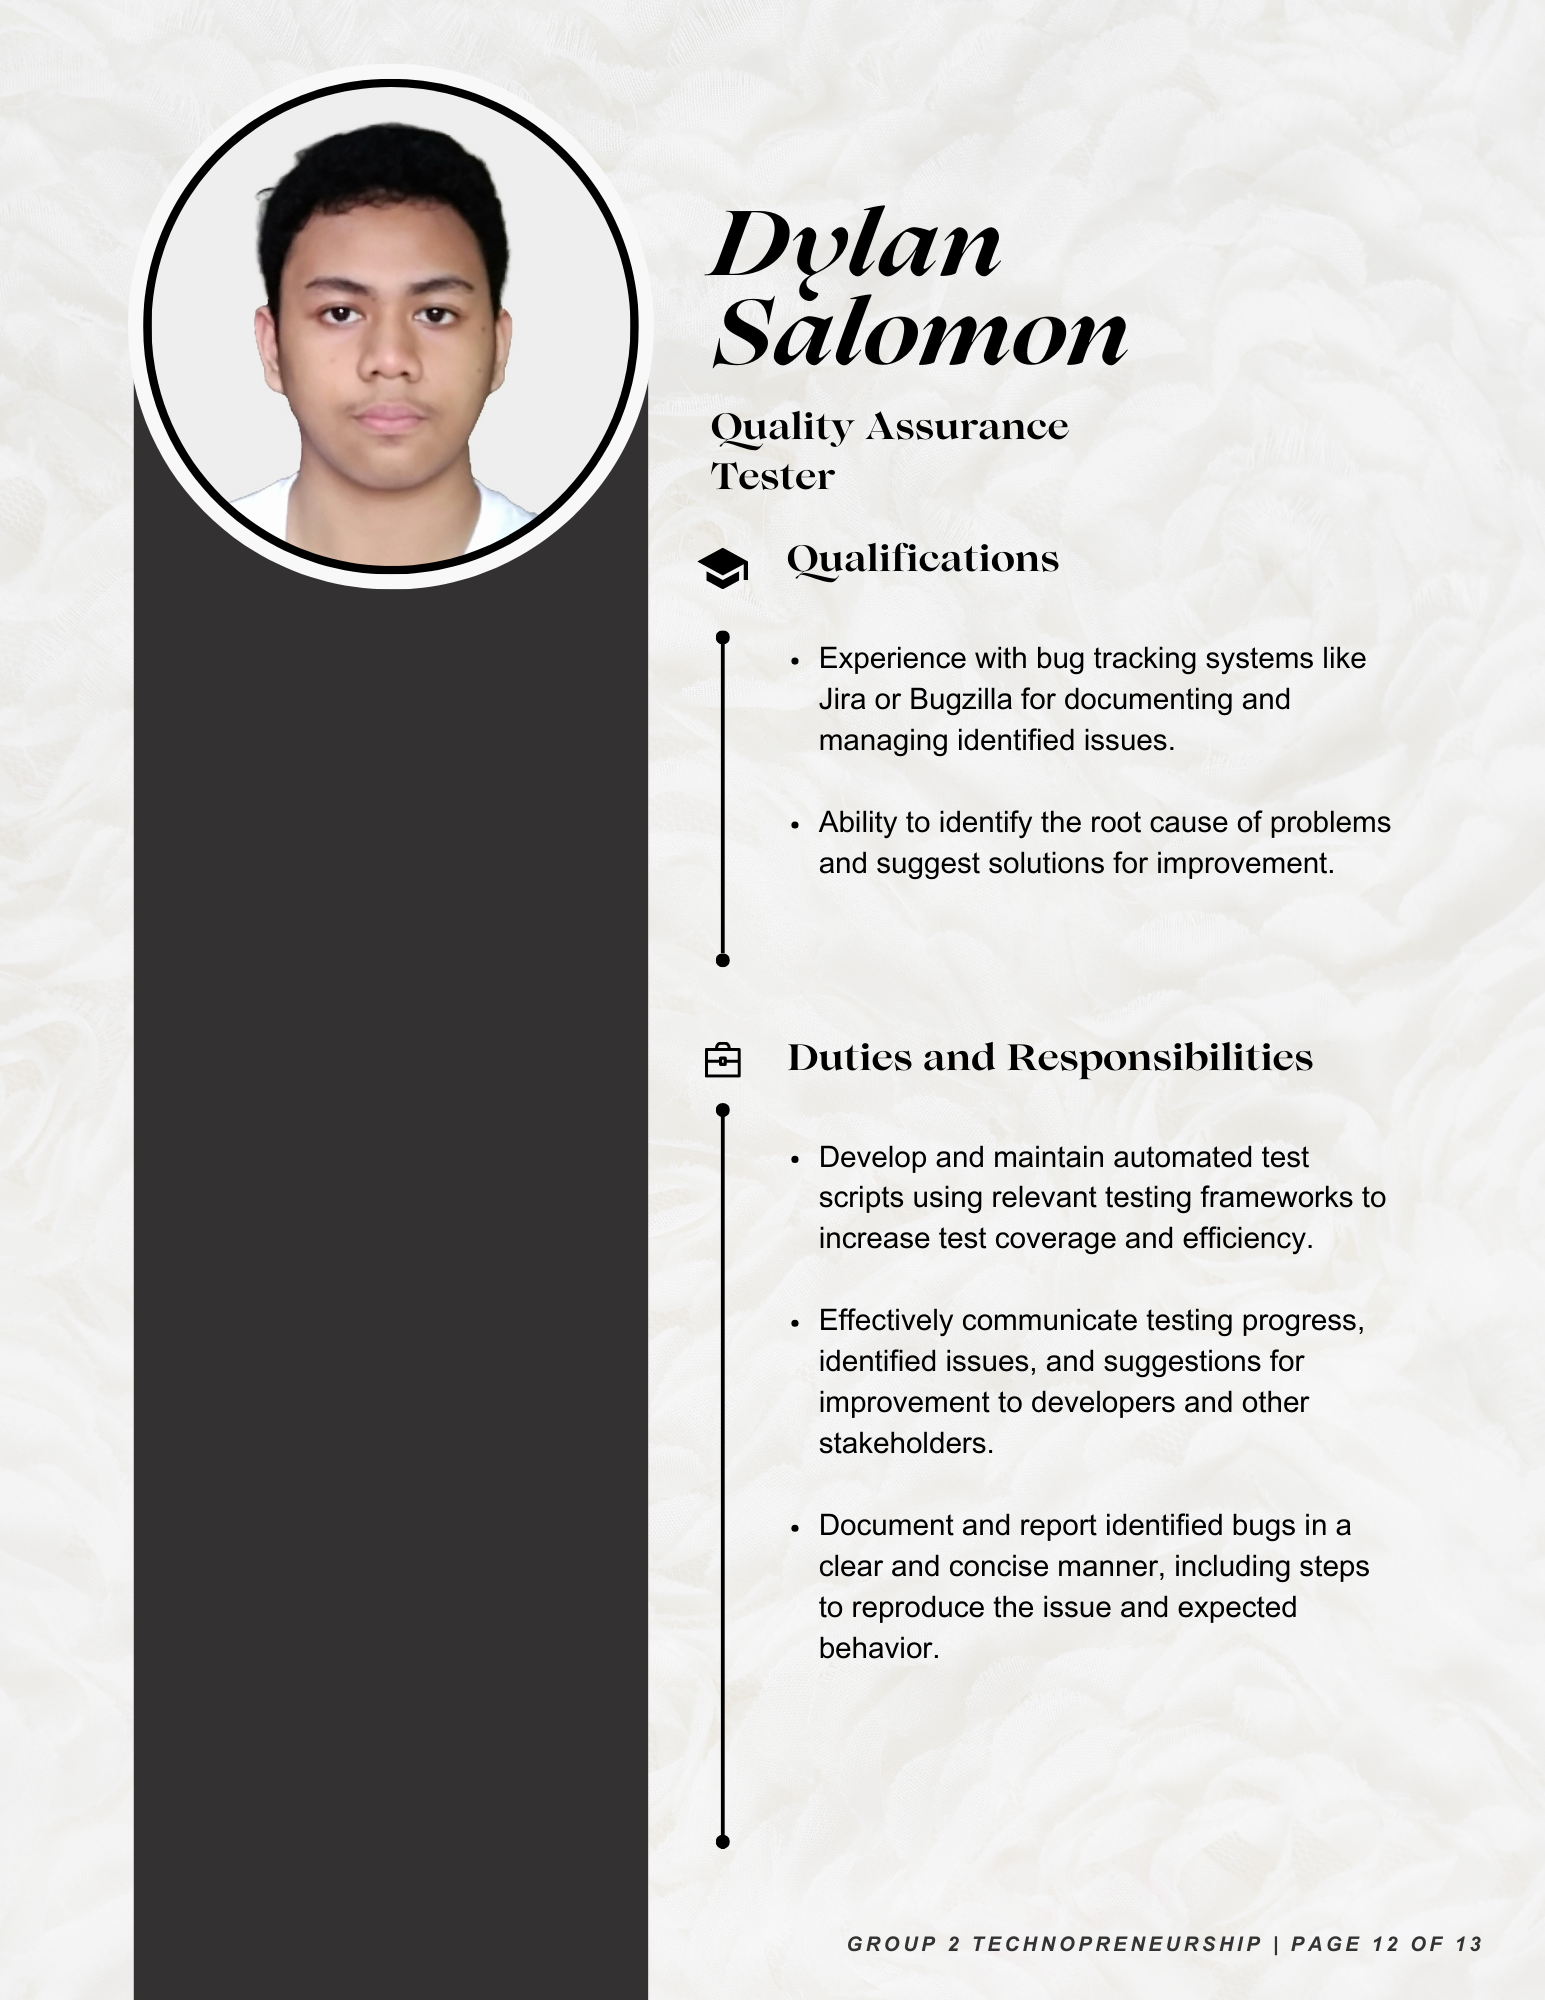 Dylan
Salomon
Quality Assurance
Tester
Qualifications
• Experience with bug tracking systems like
Jira or Bugzilla for documenting and
managing identified issues.
• Ability to identify the root cause of problems
and suggest solutions for improvement.
Duties and Responsibilities
• Develop and maintain automated test
scripts using relevant testing frameworks to
increase test coverage and efficiency.
• Effectively communicate testing progress,
identified issues, and suggestions for
improvement to developers and other
stakeholders.
• Document and report identified bugs in a
clear and concise manner, including steps
to reproduce the issue and expected
behavior.
GROUP 2 TECHNOPRENEURSHIP | PAGE 12 OF 13